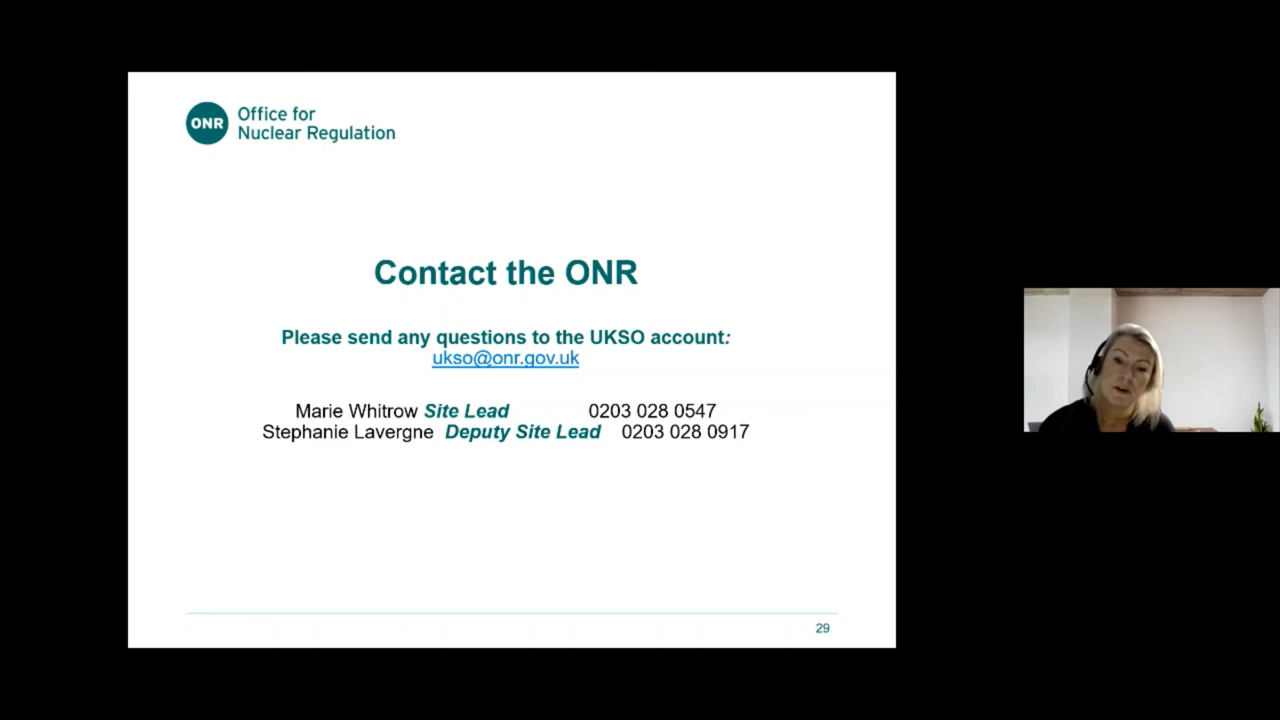 ONR
Office for
Nuclear Regulation
Contact the ONR
Please send any questions to the UKSO account:
ukso@onr.gov.uk
Marie Whitrow Site Lead 0203 028 0547
Stephanie Lavergne Deputy Site Lead 0203 028 0917
29